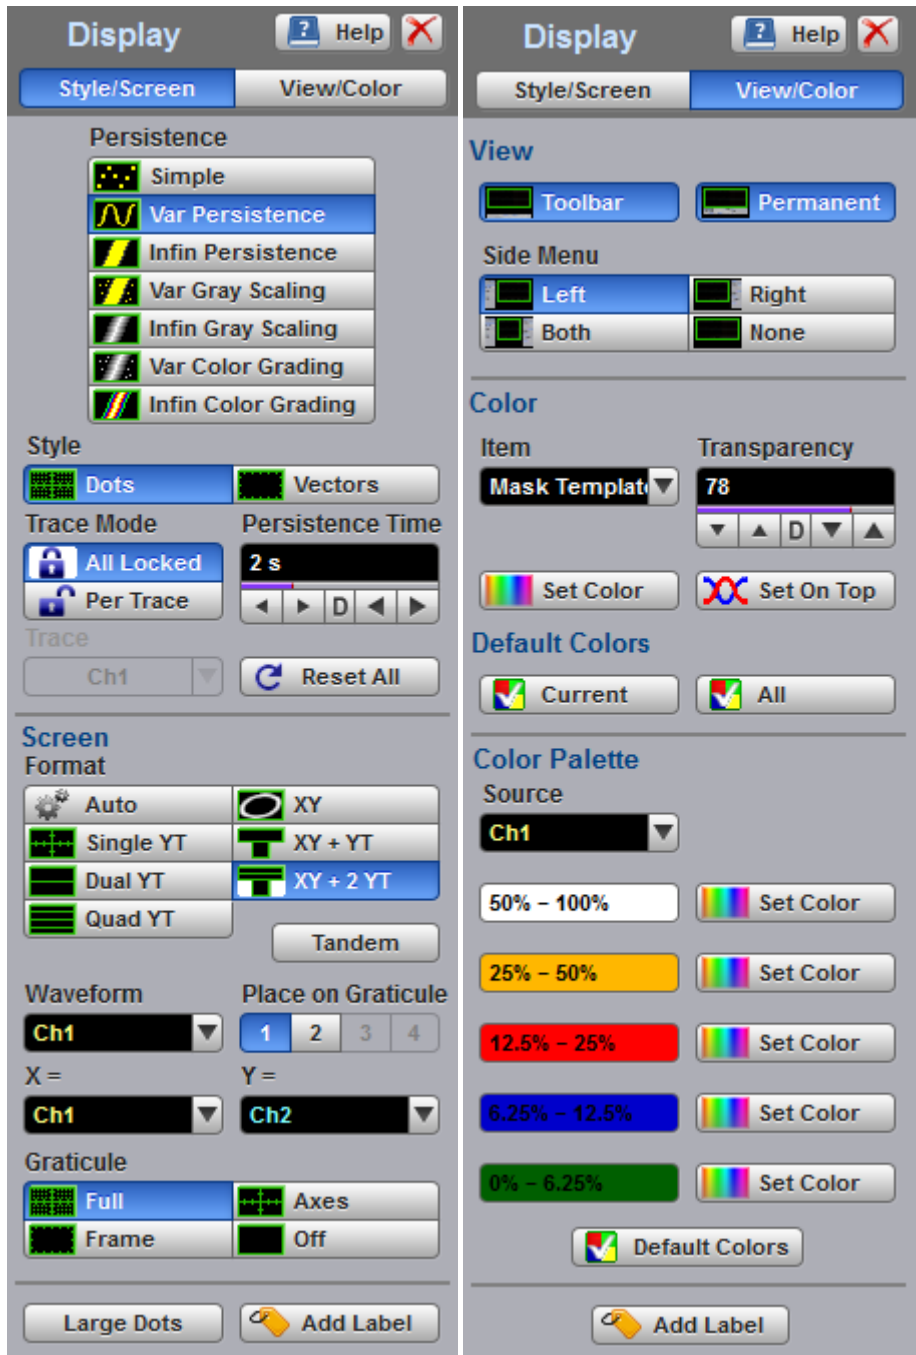 Display
Help
Style/Screen View/Color
Persistence
Simple
Var Persistence
Infin Persistence
Var Gray Scaling
Infin Gray Scaling
Var Color Grading
Infin Color Grading
Style
Dots Vectors
Trace Mode Persistence Time
All Locked 2 s
Per Trace D
Trace
Ch1 Reset All
Screen
Format
Auto XY
Single YT XY + YT
Dual YT XY + 2 YT
Quad YT
Tandem
Waveform Place on Graticule
Ch1 1 2 3 4
X = Y =
Ch1 Ch2
Graticule
Full Axes
Frame Off
Large Dots Add Label
Display
Help
Style/Screen View/Color
View
Toolbar Permanent
Side Menu
Left Right
Both None
Color
Item Transparency
Mask Template 78
D
Set Color Set On Top
Default Colors
Current All
Color Palette
Source
Ch1
50% – 100% Set Color
25% – 50% Set Color
12.5% – 25% Set Color
6.25% – 12.5% Set Color
0% – 6.25% Set Color
Default Colors
Add Label